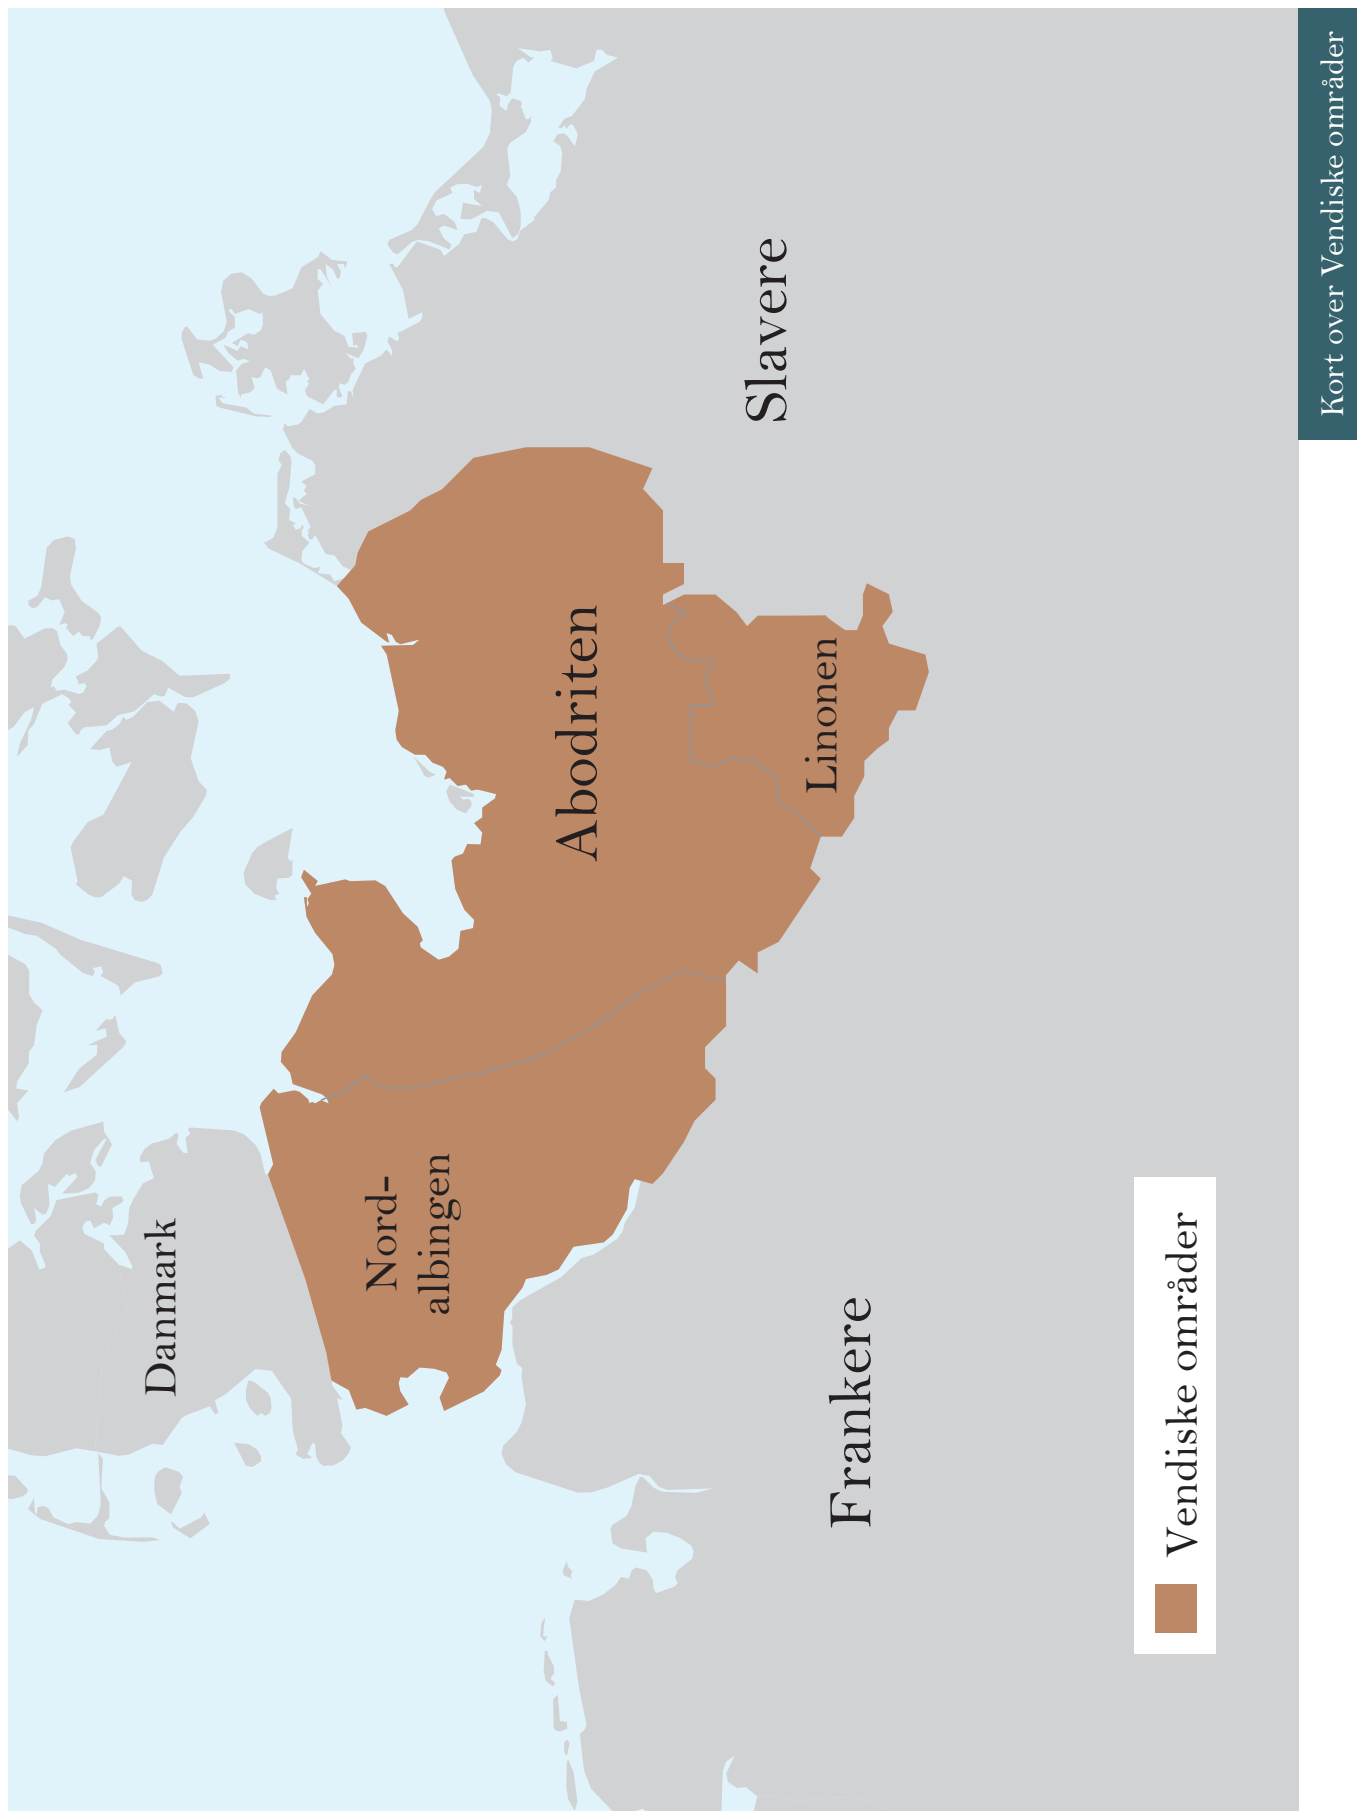 Danmark
Nord-
albingen
Abodriten
Linonen
Slavere
Frankere
Vendiske områder
Kort over Vendiske områder